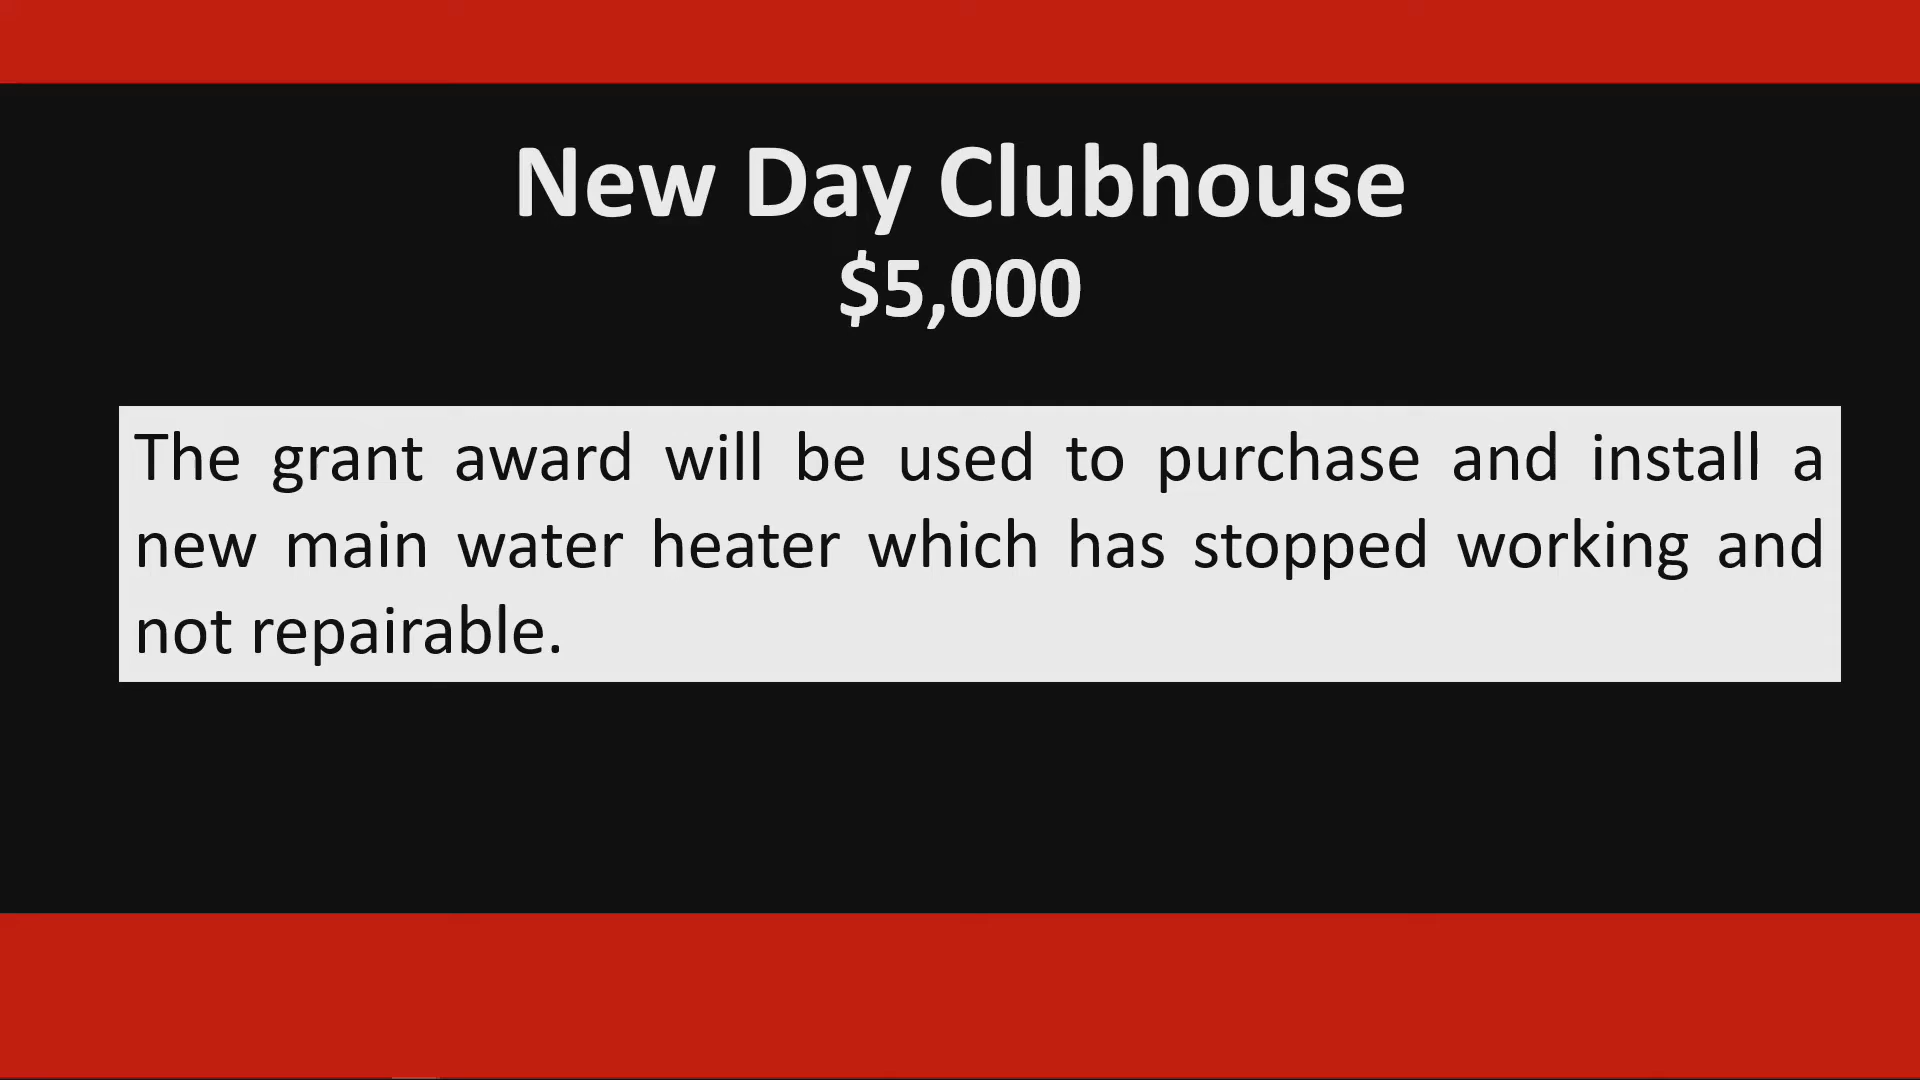 New Day Clubhouse
$5,000
The grant award will be used to purchase and install a
new main water heater which has stopped working and
not repairable.